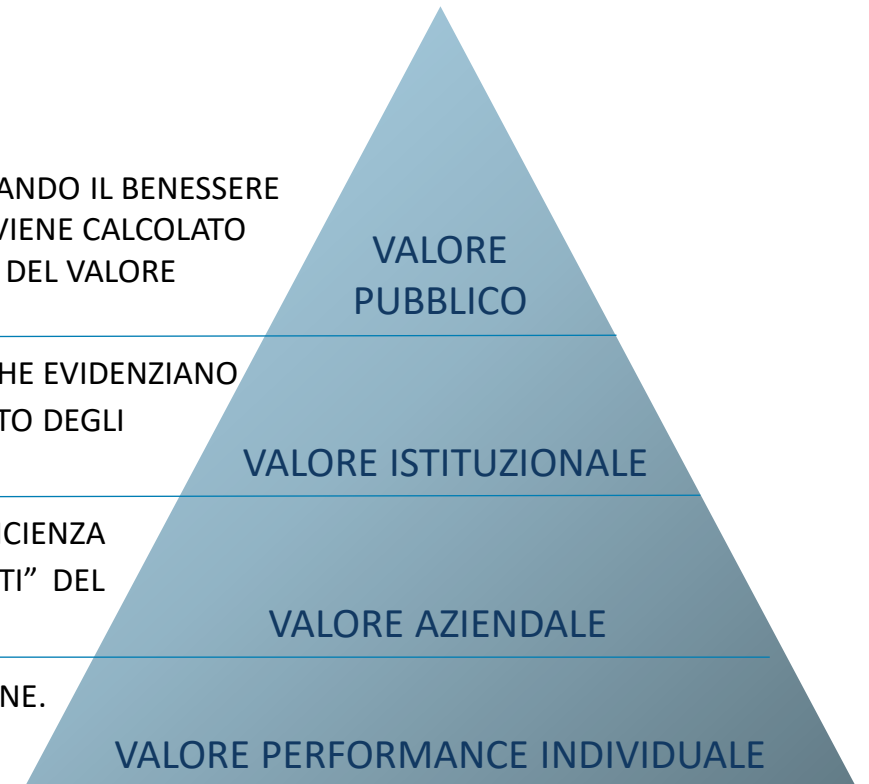 ANDO IL BENESSERE
VIENE CALCOLATO
DEL VALORE
VALORE
PUBBLICO
HE EVIDENZIANO
TO DEGLI
VALORE ISTITUZIONALE
ICIENZA
TI” DEL
VALORE AZIENDALE
NE.
VALORE PERFORMANCE INDIVIDUALE